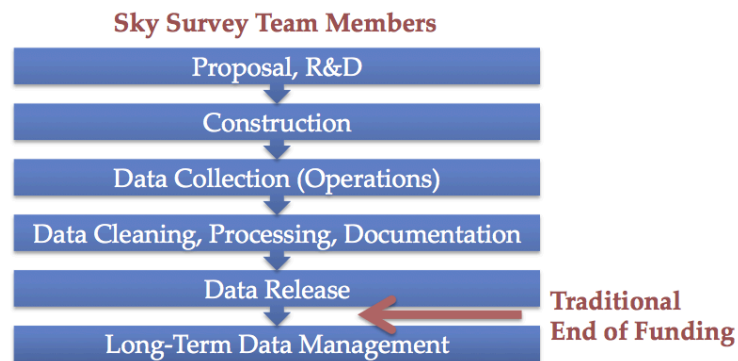 Sky Survey Team Members
Proposal, R&D
Construction
Data Collection (Operations)
Data Cleaning, Processing, Documentation
Data Release
Traditional
End of Funding
Long-Term Data Management